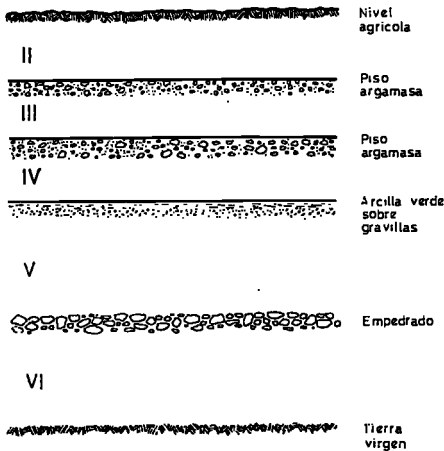 Nivel
agricola
II
Piso
argamasa
III
Piso
argamasa
IV
Arcilla verde
sobre
gravillas
V
Empedrado
VI
Tierra
virgen